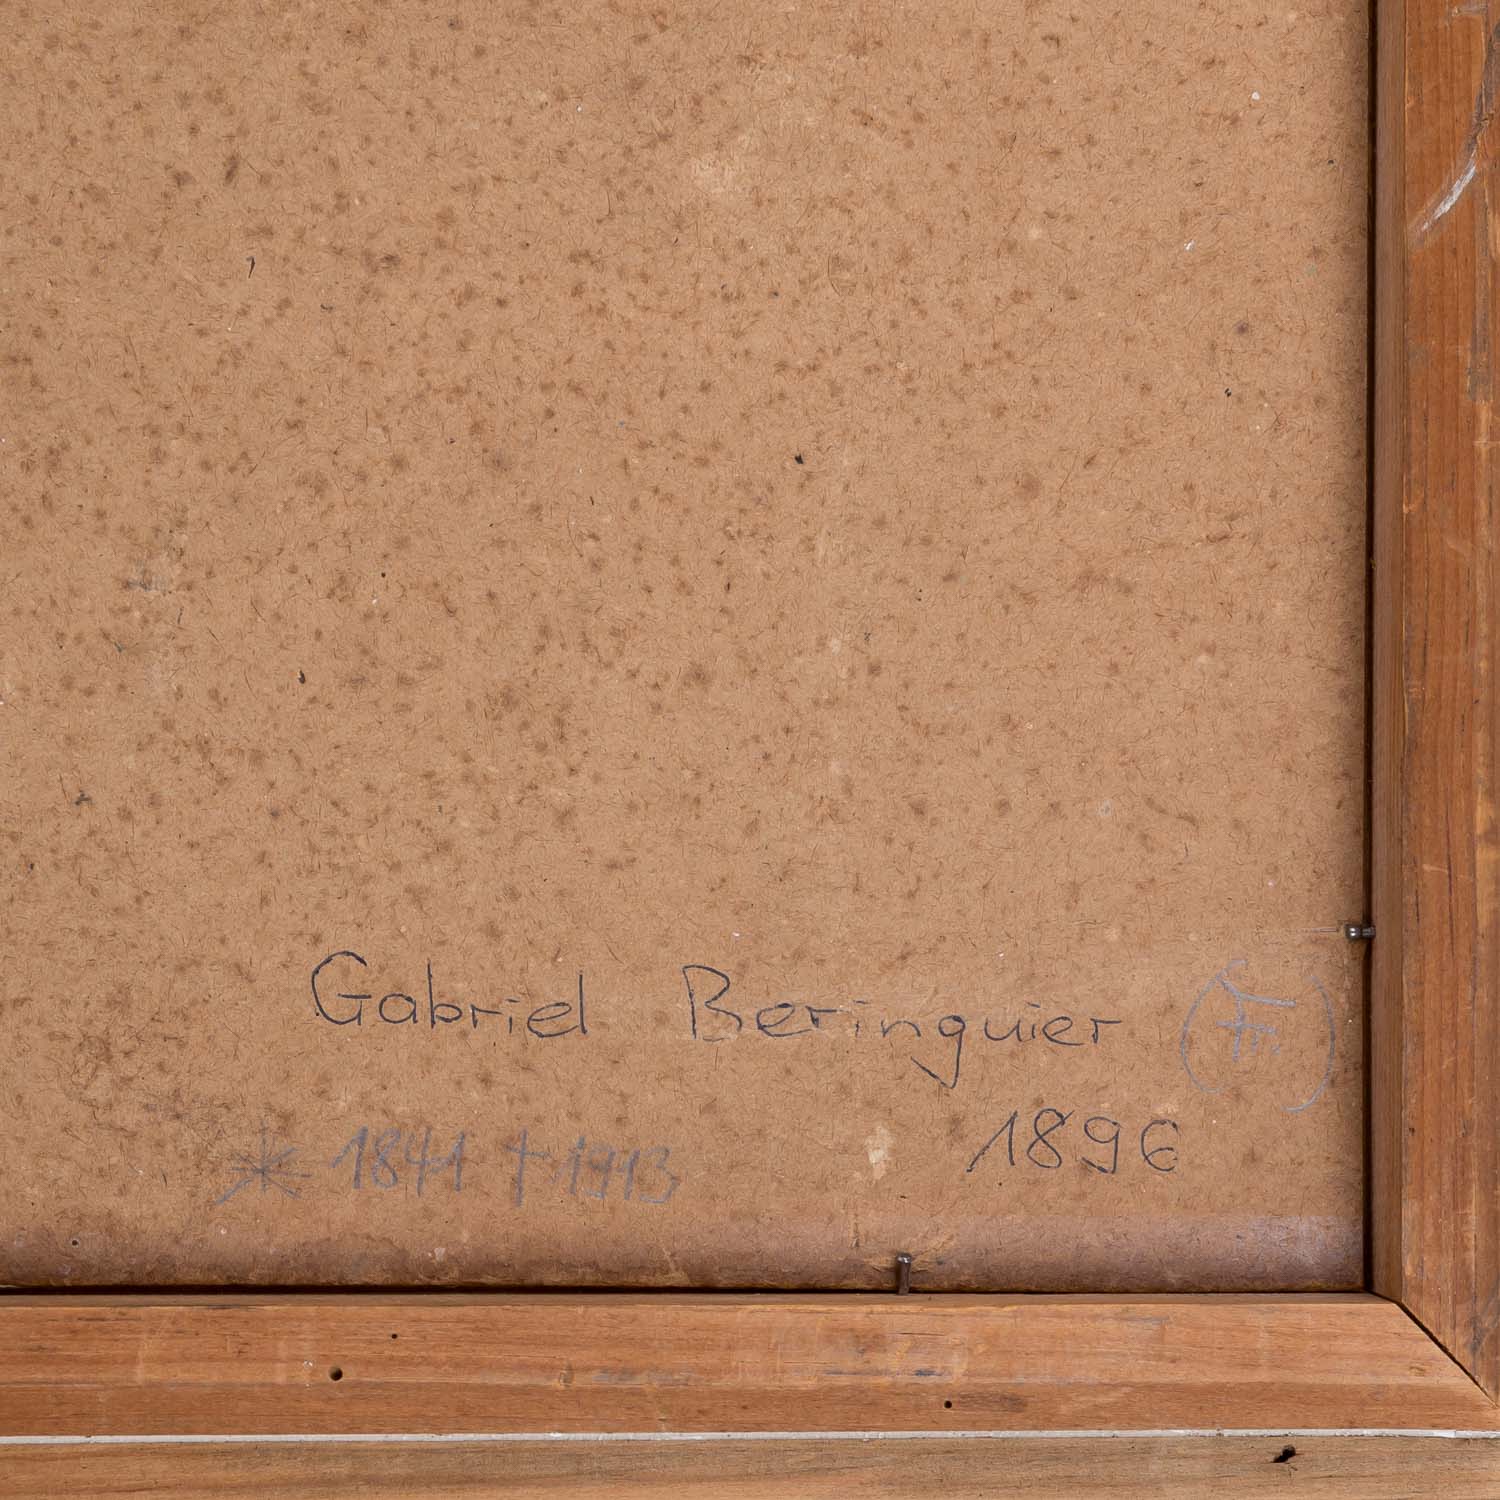 Gabriel Beringuier (Fr.)
1896
* 1841 † 1913